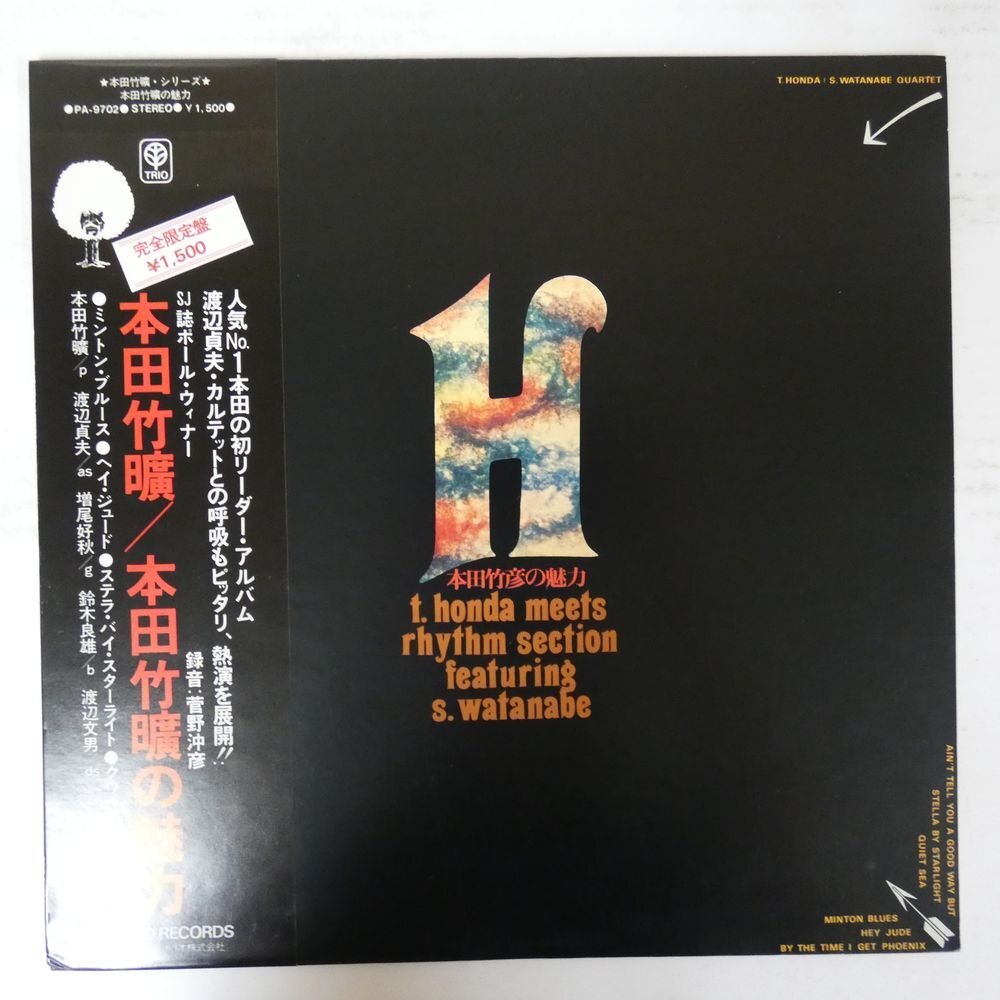 ★本田竹曠・シリーズ★
本田竹曠の魅力
●PA-9702● STEREO●¥1,500●
TRIO
完全限定盤
¥1,500
人気No.1本田の初リーダー・アルバム
渡辺貞夫・カルテットとの呼吸もピッタリ、熱演を展開!!
SJ誌ポール・ウィナー
録音:菅野沖彦
本田竹曠/本田竹曠の魅力
●ミントン・ブルース●ヘイ・ジュード●ステラ・バイ・スターライト●
本田竹曠/p 渡辺貞夫/as 増尾好秋/g 鈴木良雄/b 渡辺文男 ds
RECORDS
株式会社
T.HONDA : S.WATANABE QUARTET
H
本田竹彦の魅力
t. honda meets
rhythm section
featuring
s. watanabe
AIN'T TELL YOU A GOOD WAY BUT
STELLA BY STARLIGHT
QUIET SEA
MINTON BLUES
HEY JUDE
BY THE TIME I GET PHOENIX